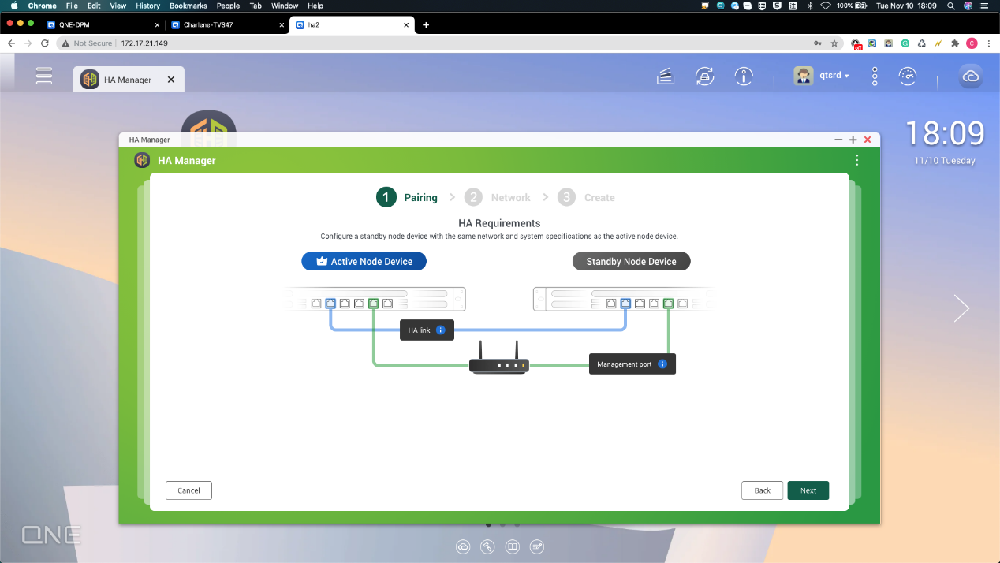 Chrome File Edit View History Bookmarks People Tab Window Help 100% Tue Nov 10 18:09
QNE-DPM Charlene-TVS47 ha2
Not Secure 172.17.21.149 off C
HA Manager qtsrd
18:09
11/10 Tuesday
HA Manager
HA Manager
1 Pairing 2 Network 3 Create
HA Requirements
Configure a standby node device with the same network and system specifications as the active node device.
Active Node Device Standby Node Device
HA link
Management port
Cancel Back Next
QNE